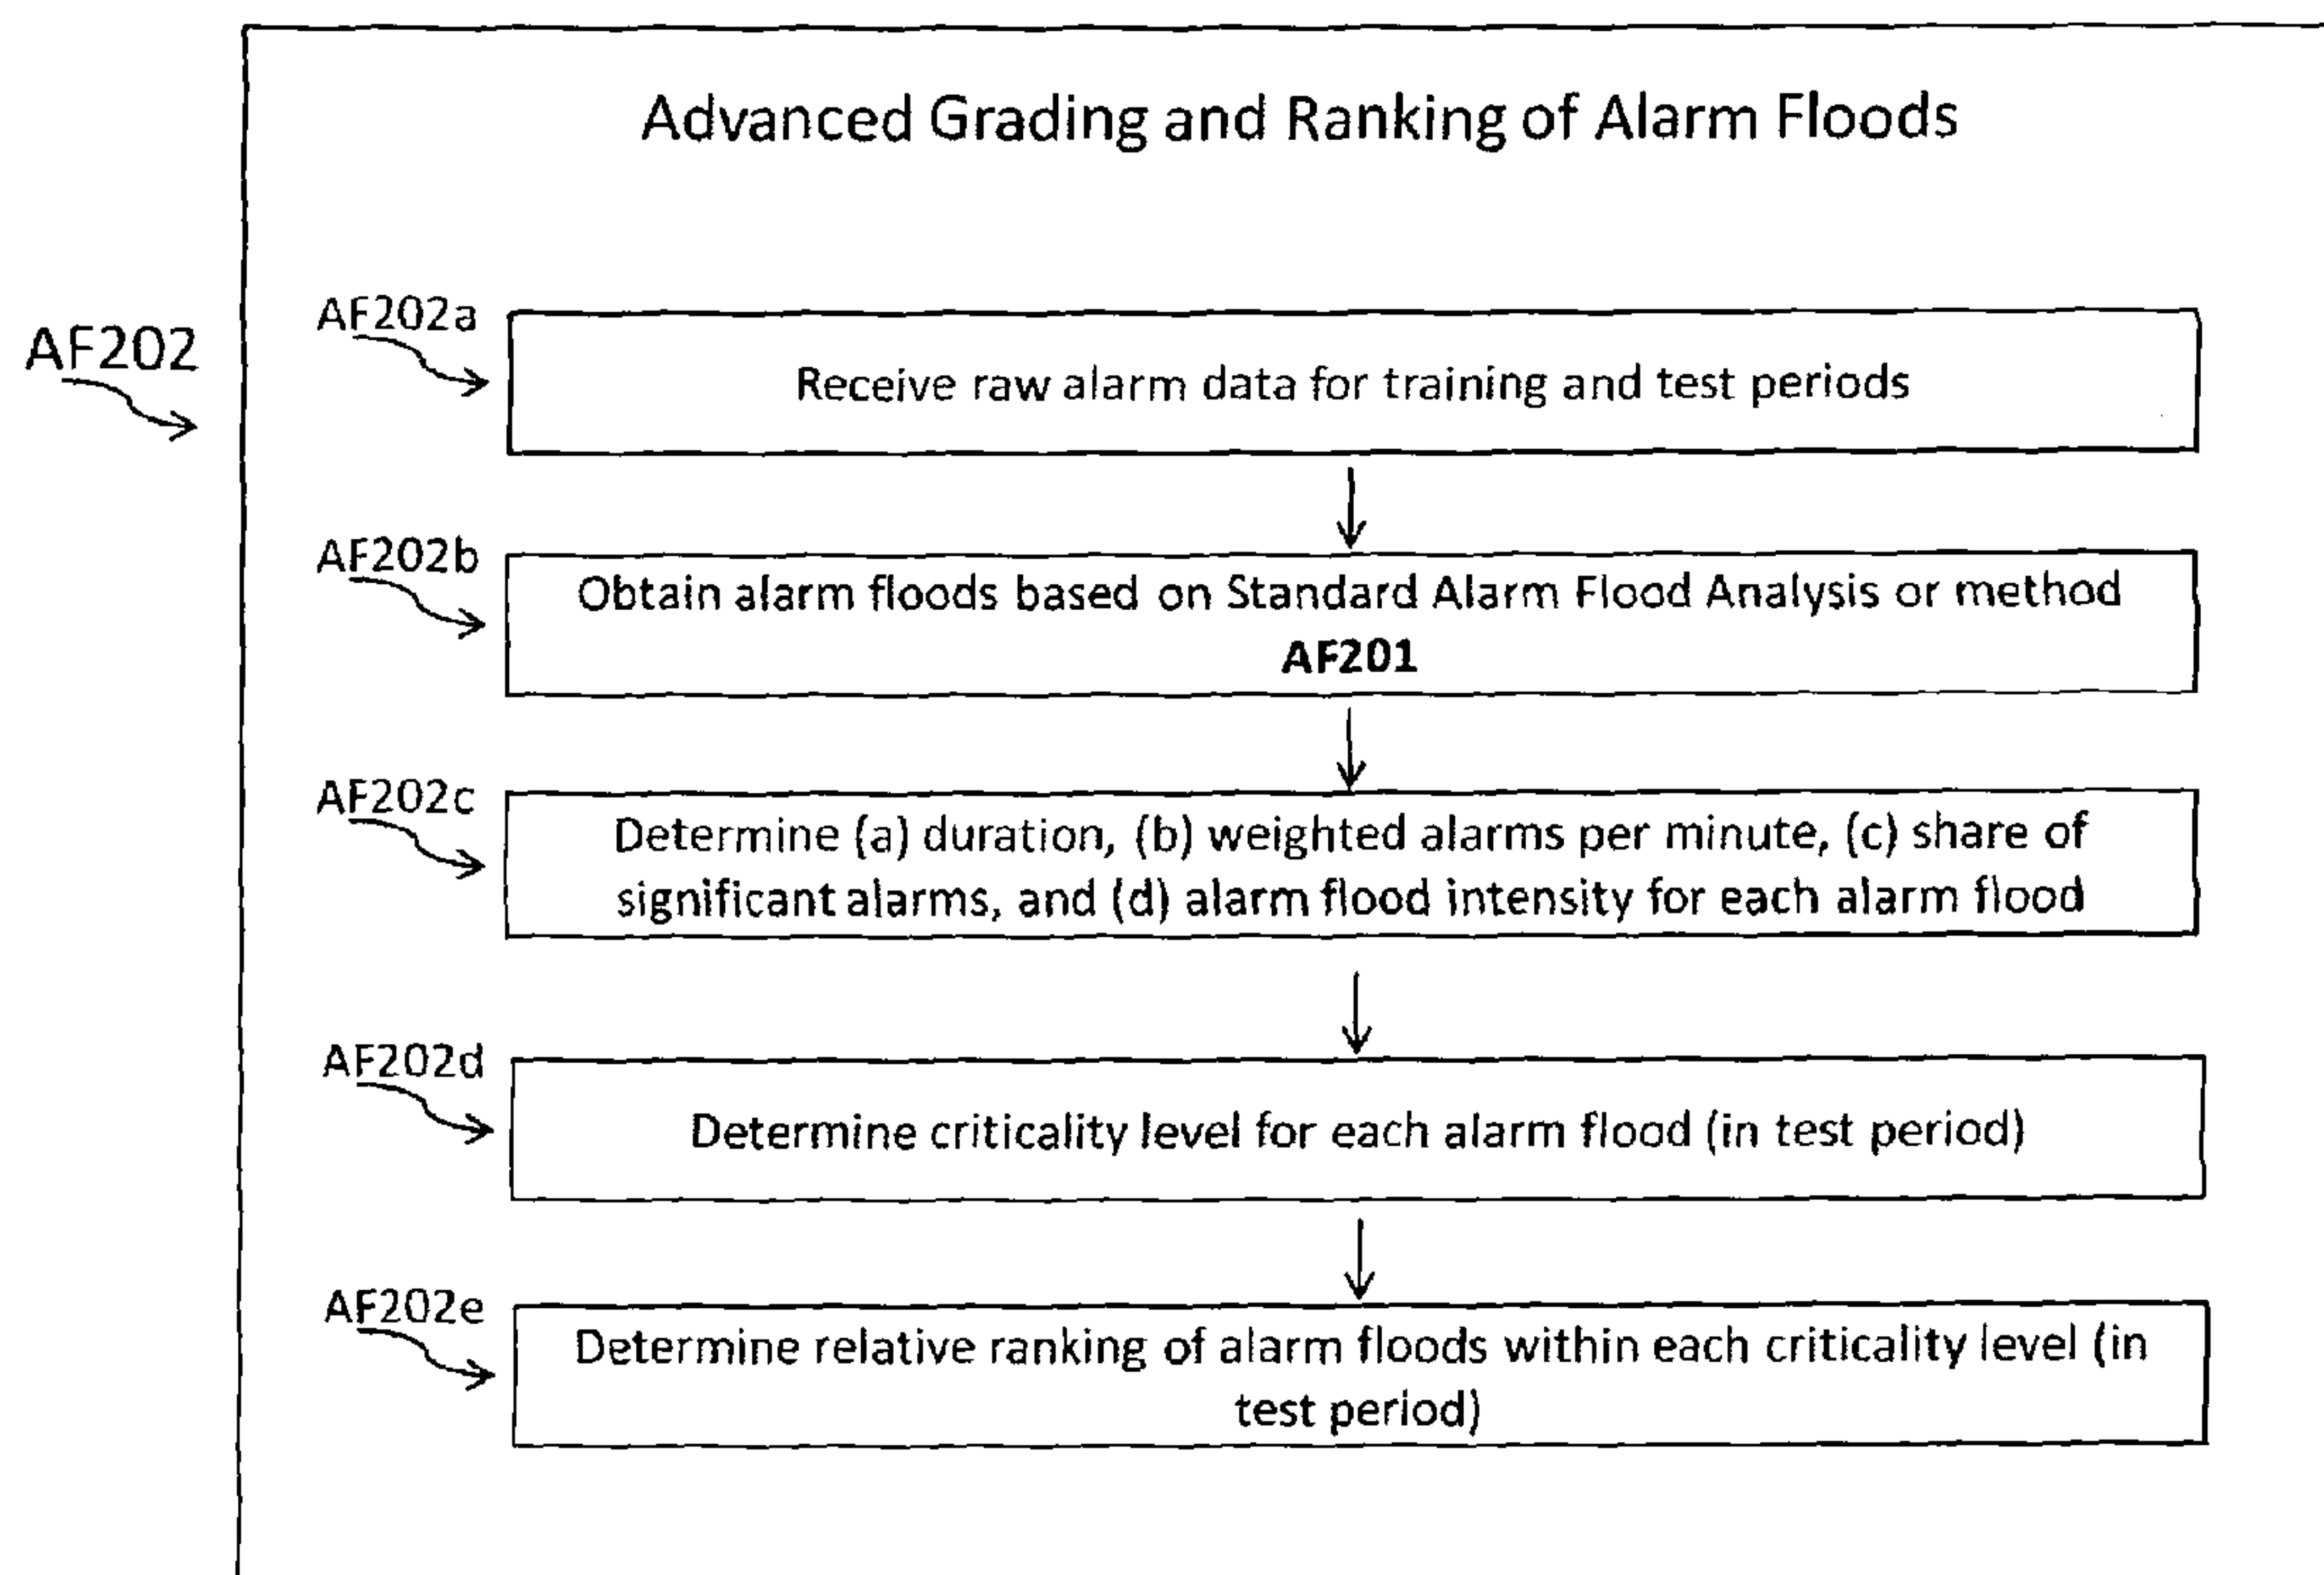 Advanced Grading and Ranking of Alarm Floods
AF202
AF202a
Receive raw alarm data for training and test periods
AF202b
Obtain alarm floods based on Standard Alarm Flood Analysis or method
AF201
AF202c
Determine (a) duration, (b) weighted alarms per minute, (c) share of
significant alarms, and (d) alarm flood intensity for each alarm flood
AF202d
Determine criticality level for each alarm flood (in test period)
AF202e
Determine relative ranking of alarm floods within each criticality level (in
test period)